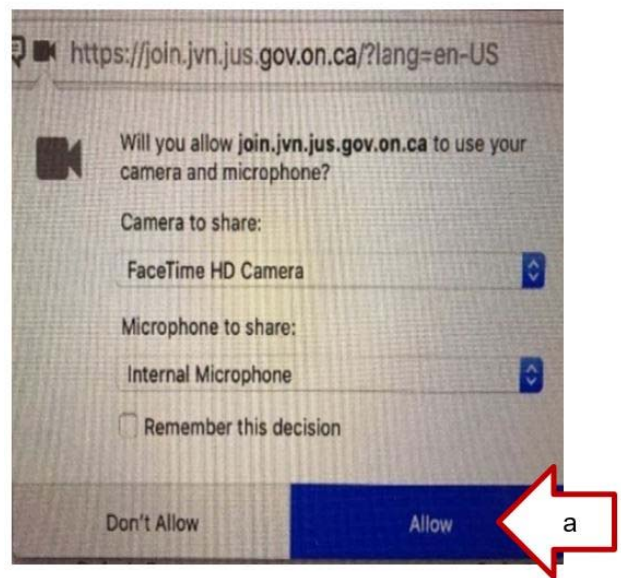 https://join.jvn.jus.gov.on.ca/?lang=en-US
Will you allow join.jvn.jus.gov.on.ca to use your
camera and microphone?
Camera to share:
FaceTime HD Camera
Microphone to share:
Internal Microphone
Remember this decision
Don't Allow
Allow
a